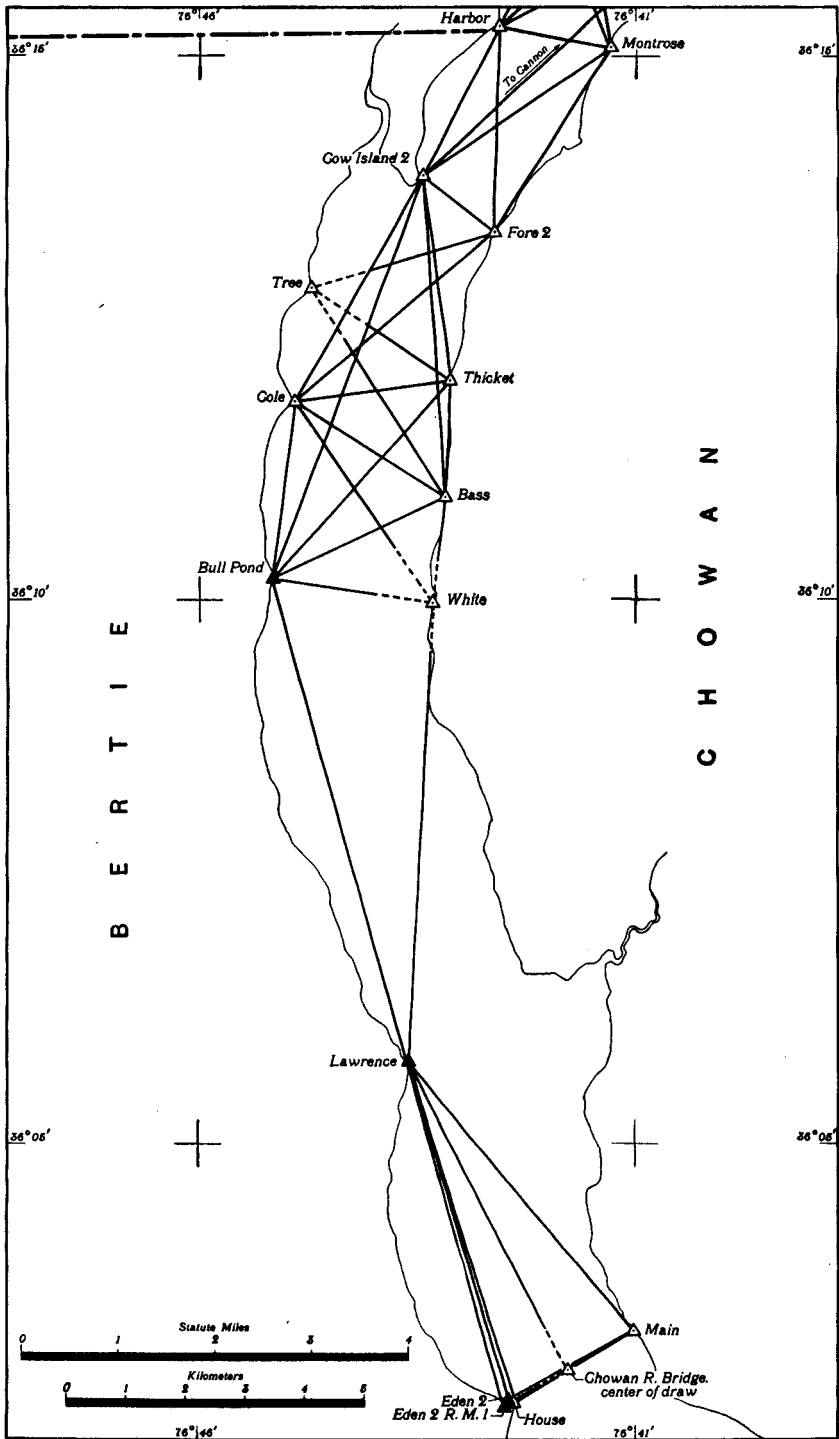 76° 46'
Harbor
76° 41'
36° 15'
36° 15'
Montrose
To Cannon
Cow Island 2
Fore 2
Tree
Thicket
Cole
Bass
Bull Pond
36° 10'
36° 10'
White
BERTIE
CHOWAN
Lawrence
36° 05'
36° 05'
Statute Miles
0 1 2 3 4
Main
Kilometers
0 1 2 3 4 5
Chowan R. Bridge,
center of draw
Eden 2
Eden 2 R. M. 1
House
76° 46'
76° 41'